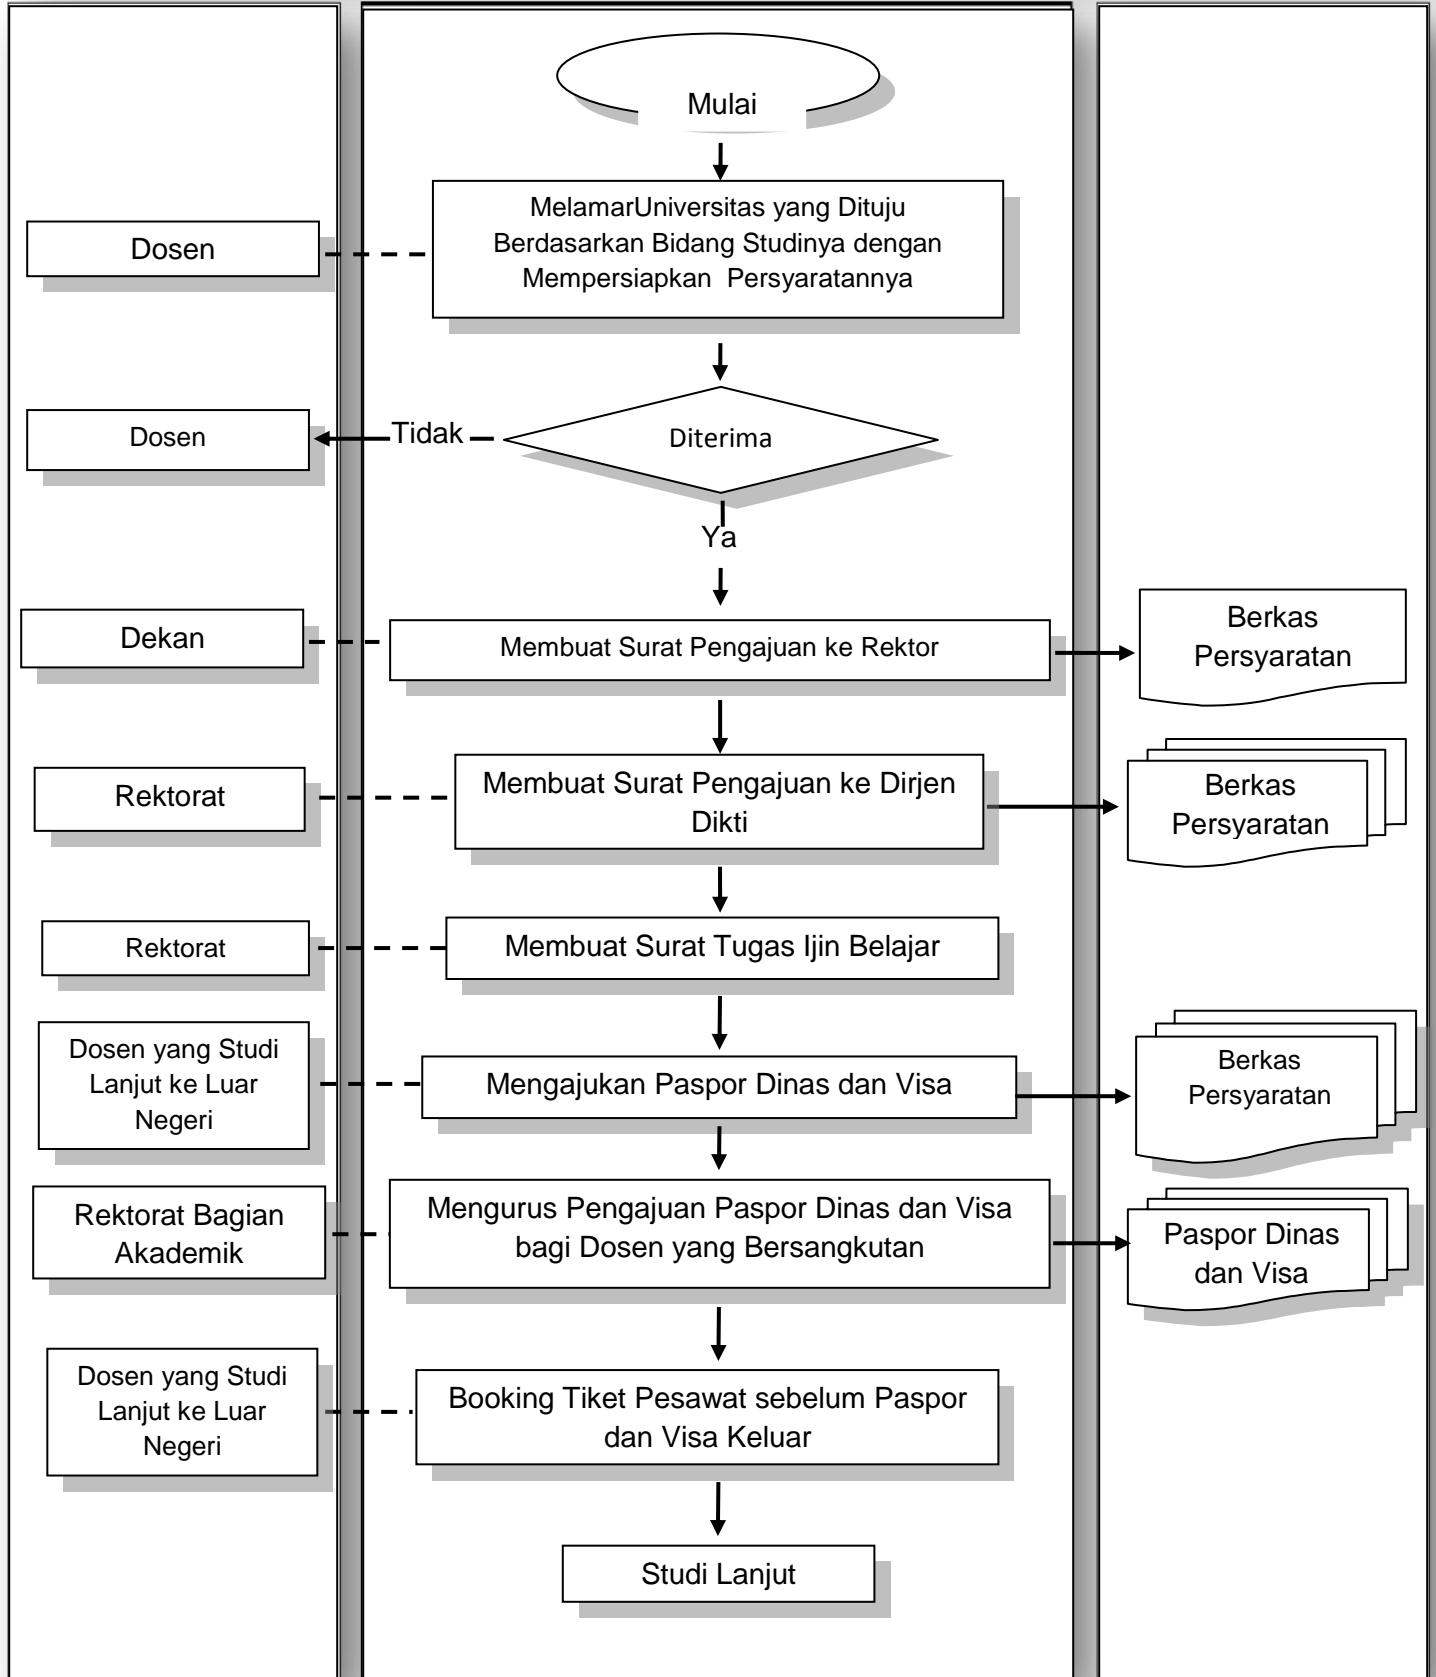 Mulai
Dosen
MelamarUniversitas yang Dituju
Berdasarkan Bidang Studinya dengan
Mempersiapkan Persyaratannya
Dosen
Tidak
Diterima
Ya
Dekan
Membuat Surat Pengajuan ke Rektor
Berkas
Persyaratan
Rektorat
Membuat Surat Pengajuan ke Dirjen
Dikti
Berkas
Persyaratan
Rektorat
Membuat Surat Tugas Ijin Belajar
Dosen yang Studi
Lanjut ke Luar
Negeri
Mengajukan Paspor Dinas dan Visa
Berkas
Persyaratan
Rektorat Bagian
Akademik
Mengurus Pengajuan Paspor Dinas dan Visa
bagi Dosen yang Bersangkutan
Paspor Dinas
dan Visa
Dosen yang Studi
Lanjut ke Luar
Negeri
Booking Tiket Pesawat sebelum Paspor
dan Visa Keluar
Studi Lanjut